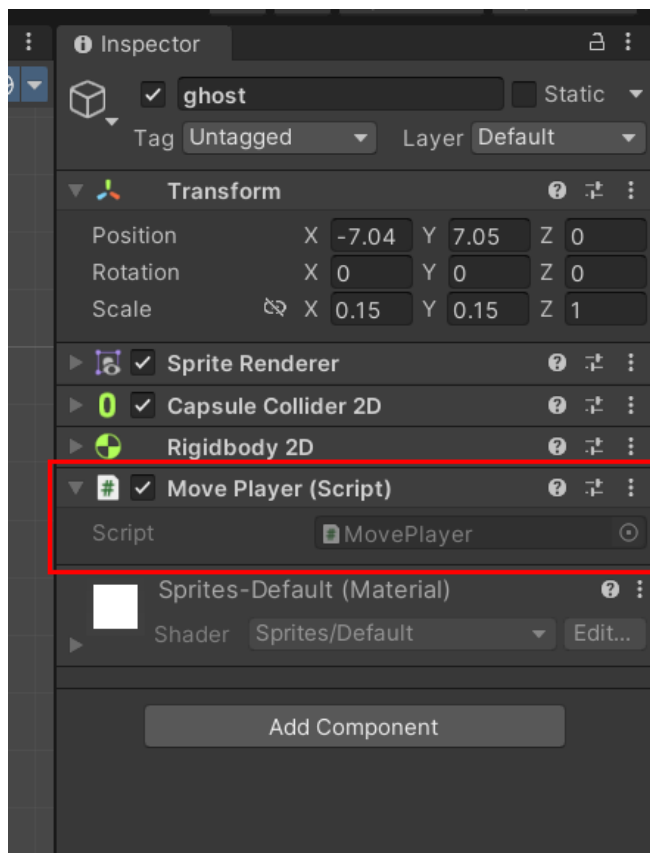 Inspector
ghost Static
Tag Untagged Layer Default
Transform
Position X -7.04 Y 7.05 Z 0
Rotation X 0 Y 0 Z 0
Scale X 0.15 Y 0.15 Z 1
Sprite Renderer
Capsule Collider 2D
Rigidbody 2D
# Move Player (Script)
Script # MovePlayer
Sprites-Default (Material)
Shader Sprites/Default Edit...
Add Component